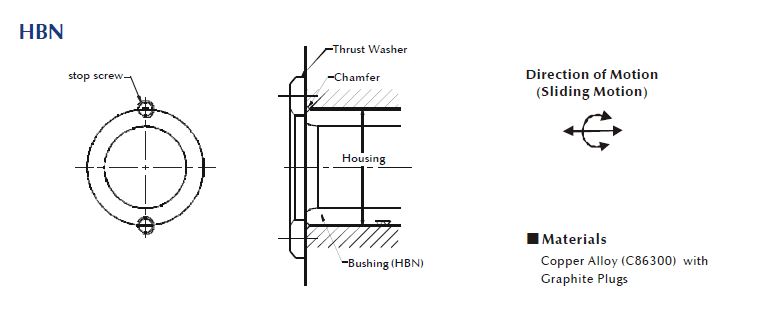 HBN
Thrust Washer
stop screw
Chamfer
Direction of Motion
(Sliding Motion)
Housing
Materials
Copper Alloy (C86300) with
Graphite Plugs
Bushing (HBN)